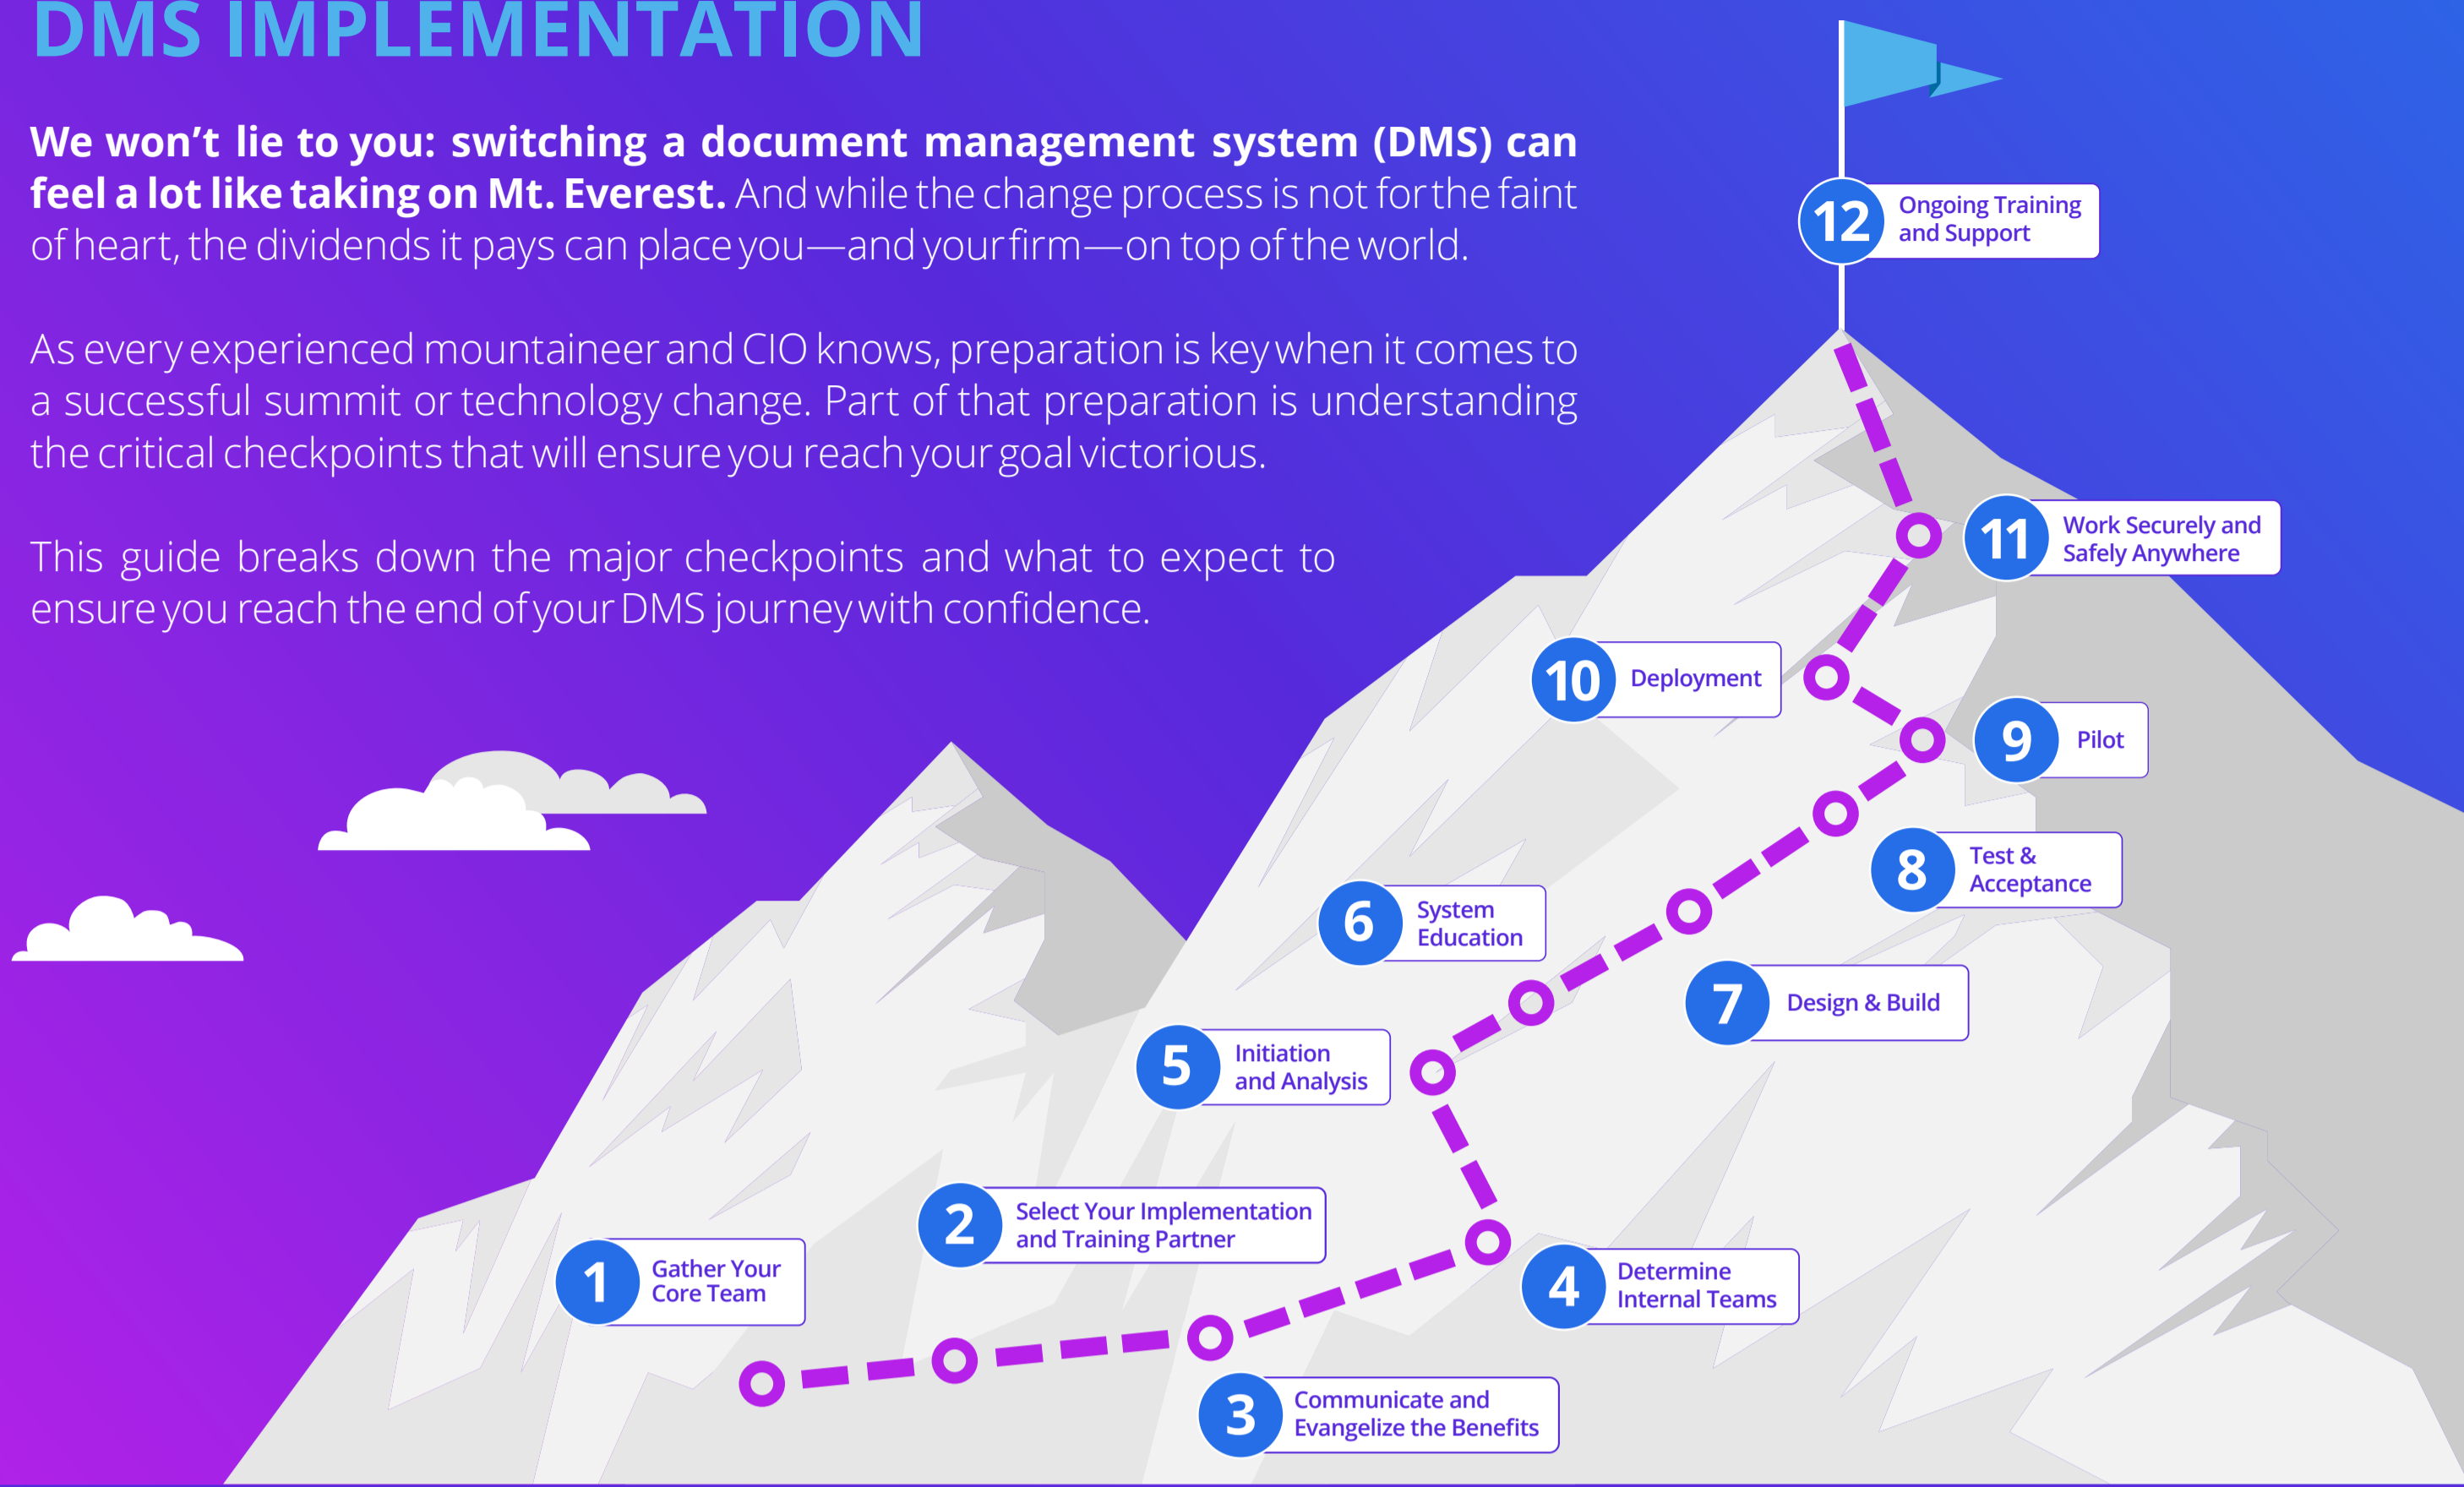 DMS IMPLEMENTATION
We won’t lie to you: switching a document management system (DMS) can
feel a lot like taking on Mt. Everest. And while the change process is not for the faint
of heart, the dividends it pays can place you—and your firm—on top of the world.
As every experienced mountaineer and CIO knows, preparation is key when it comes to
a successful summit or technology change. Part of that preparation is understanding
the critical checkpoints that will ensure you reach your goal victorious.
This guide breaks down the major checkpoints and what to expect to
ensure you reach the end of your DMS journey with confidence.
1
Gather Your
Core Team
2
Select Your Implementation
and Training Partner
3
Communicate and
Evangelize the Benefits
4
Determine
Internal Teams
5
Initiation
and Analysis
6
System
Education
7
Design & Build
8
Test &
Acceptance
9
Pilot
10
Deployment
11
Work Securely and
Safely Anywhere
12
Ongoing Training
and Support